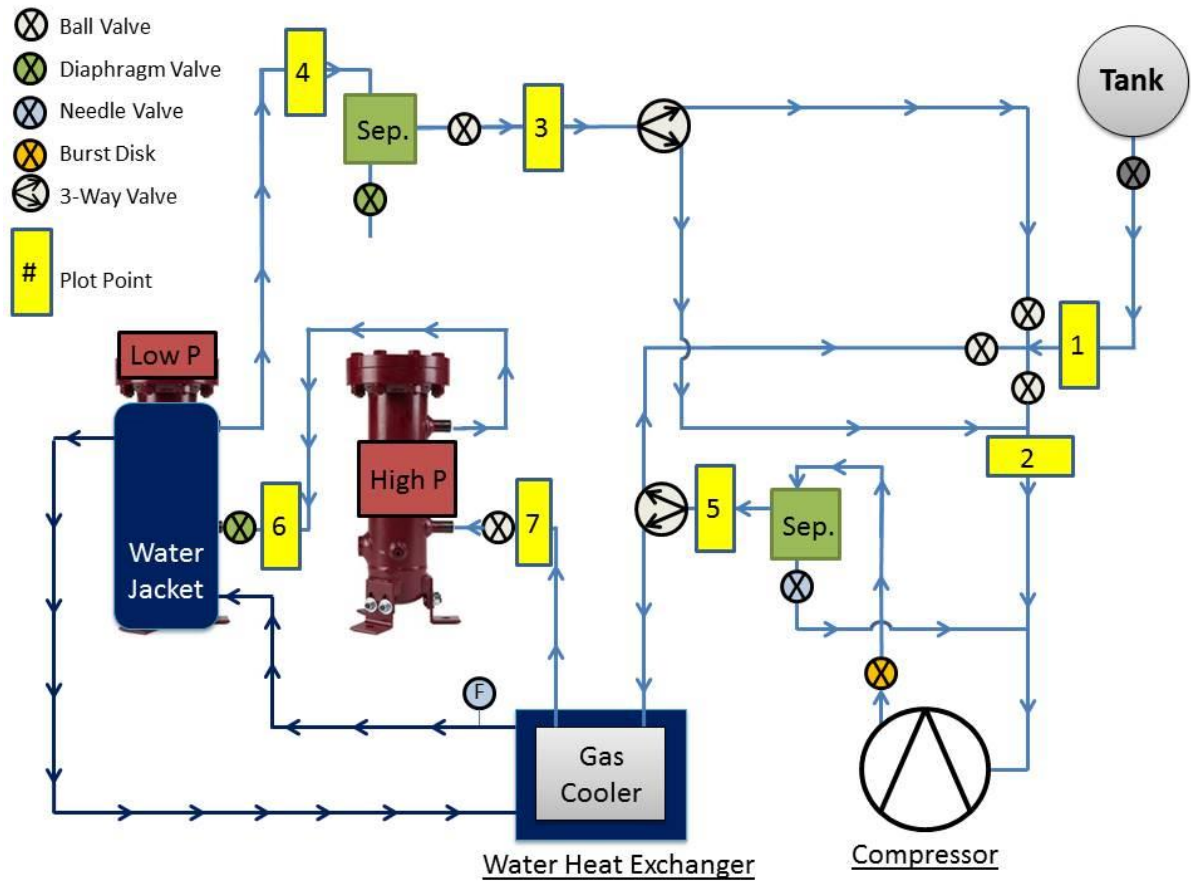 Ball Valve
Diaphragm Valve
Needle Valve
Burst Disk
3-Way Valve
#
Plot Point
4
Sep.
3
Tank
1
2
Low P
High P
Water
Jacket
6
7
5
Sep.
F
Gas
Cooler
Water Heat Exchanger
Compressor